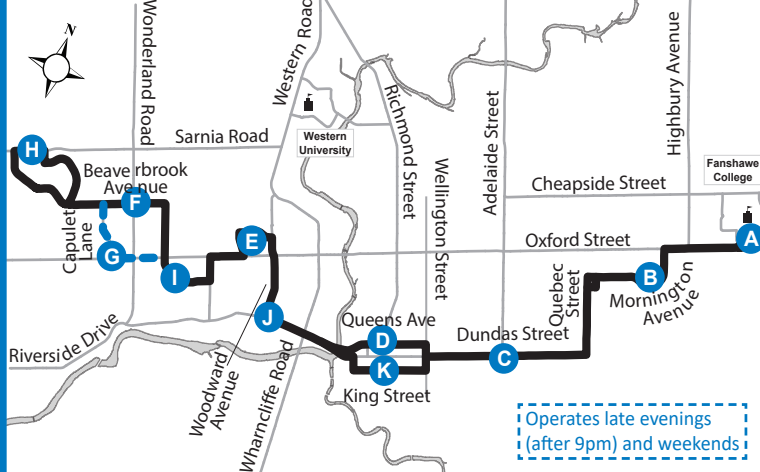 N
Wonderland Road
Western Road
Highbury Avenue
Richmond Street
Adelaide Street
Sarnia Road
Western
University
Fanshawe
College
H
Beaverbrook
Avenue
Cheapside Street
Wellington Street
F
Capulet
Lane
E
Oxford Street
A
G
I
Quebec
Street
B
Mornington
Avenue
J
Queens Ave
Riverside Drive
D
Dundas Street
C
K
Woodward
Avenue
Wharncliffe Road
King Street
Operates late evenings
(after 9pm) and weekends